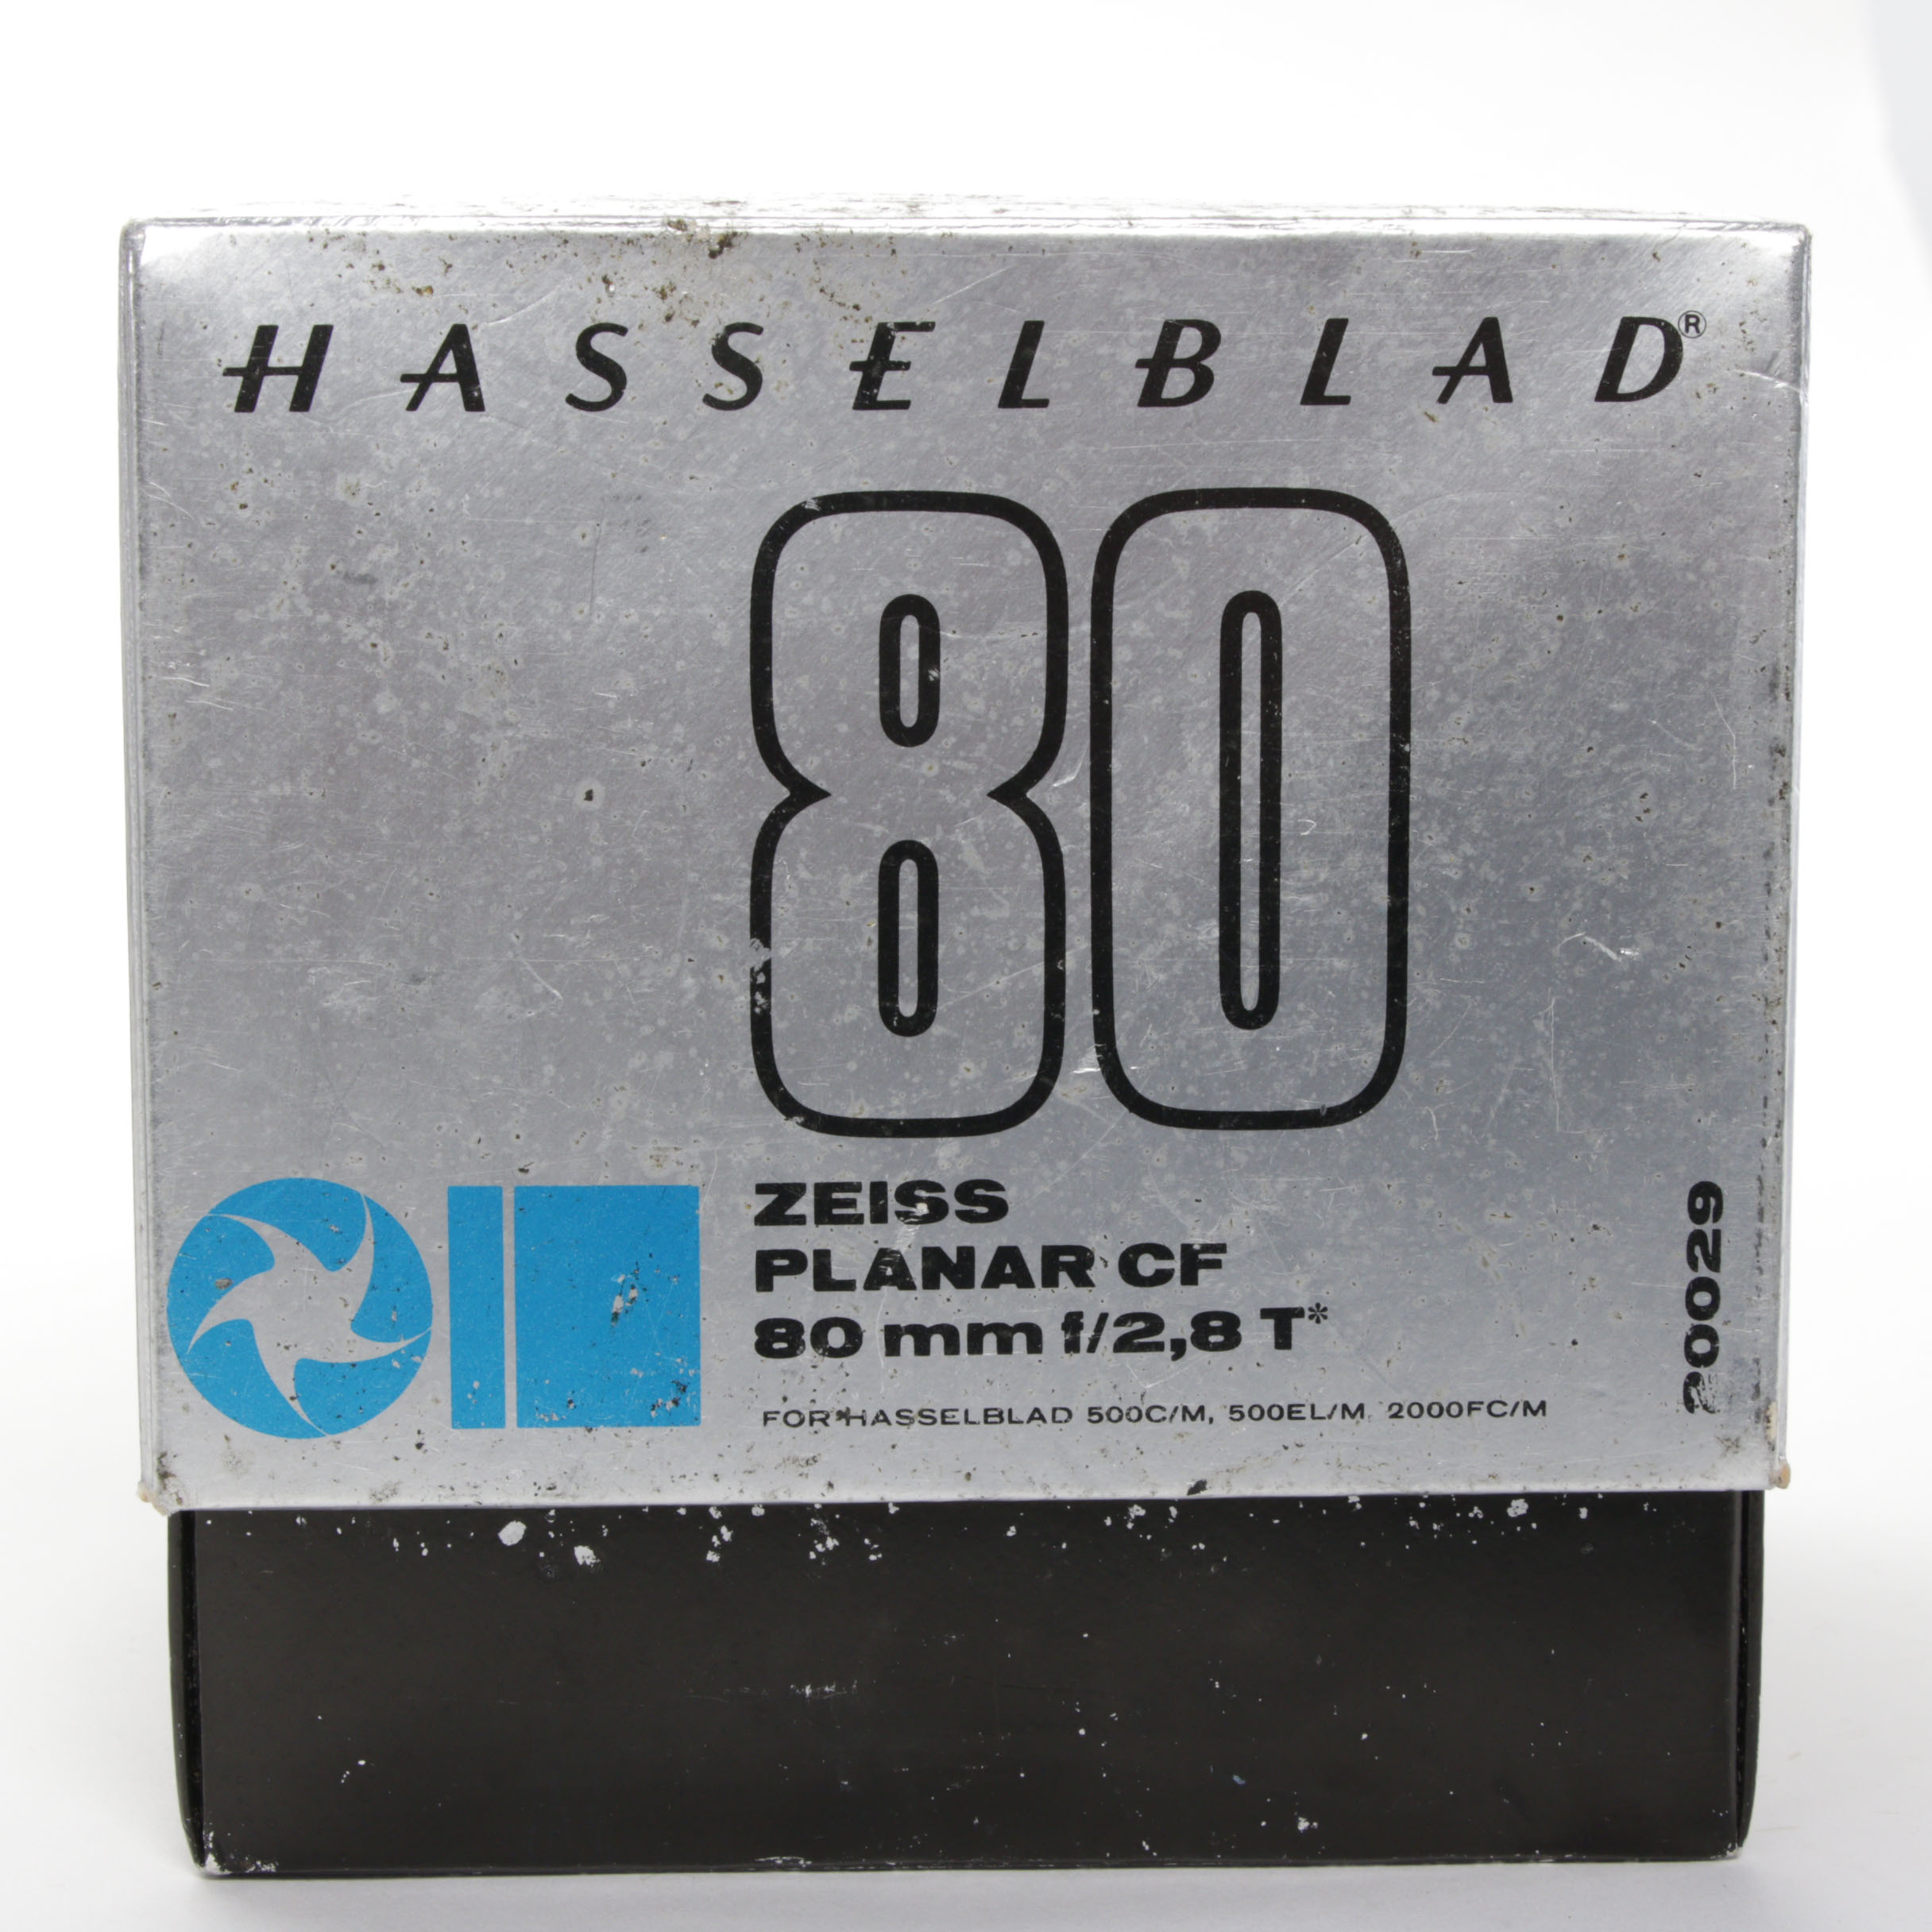 HASSELBLAD®
80
ZEISS
PLANAR CF
80 mm f/2,8 T*
FOR HASSELBLAD 500C/M, 500EL/M, 2000FC/M
20029